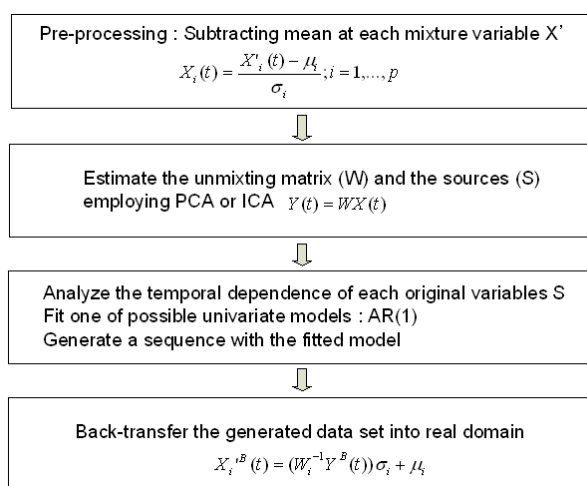 Pre-processing : Subtracting mean at each mixture variable X'
X_i(t) = (X'_i(t) − μ_i) / σ_i ; i = 1,..., p
Estimate the unmixting matrix (W) and the sources (S)
employing PCA or ICA Y(t) = WX(t)
Analyze the temporal dependence of each original variables S
Fit one of possible univariate models : AR(1)
Generate a sequence with the fitted model
Back-transfer the generated data set into real domain
X_i'^B(t) = (W_i^{-1}Y^B(t))σ_i + μ_i